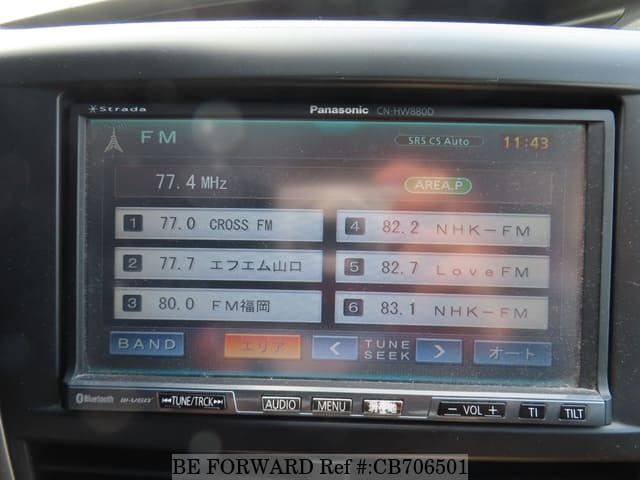 Strada Panasonic CN-HW880D
FM SRS CS Auto 11:43
77.4 MHz AREA.P
1 77.0 CROSS FM
2 77.7 エフエム山口
3 80.0 FM福岡
4 82.2 NHK-FM
5 82.7 LoveFM
6 83.1 NHK-FM
BAND エリア < TUNE SEEK > オート
Bluetooth TUNE/TRCK AUDIO MENU - VOL + TI TILT
BE FORWARD Ref #:CB706501